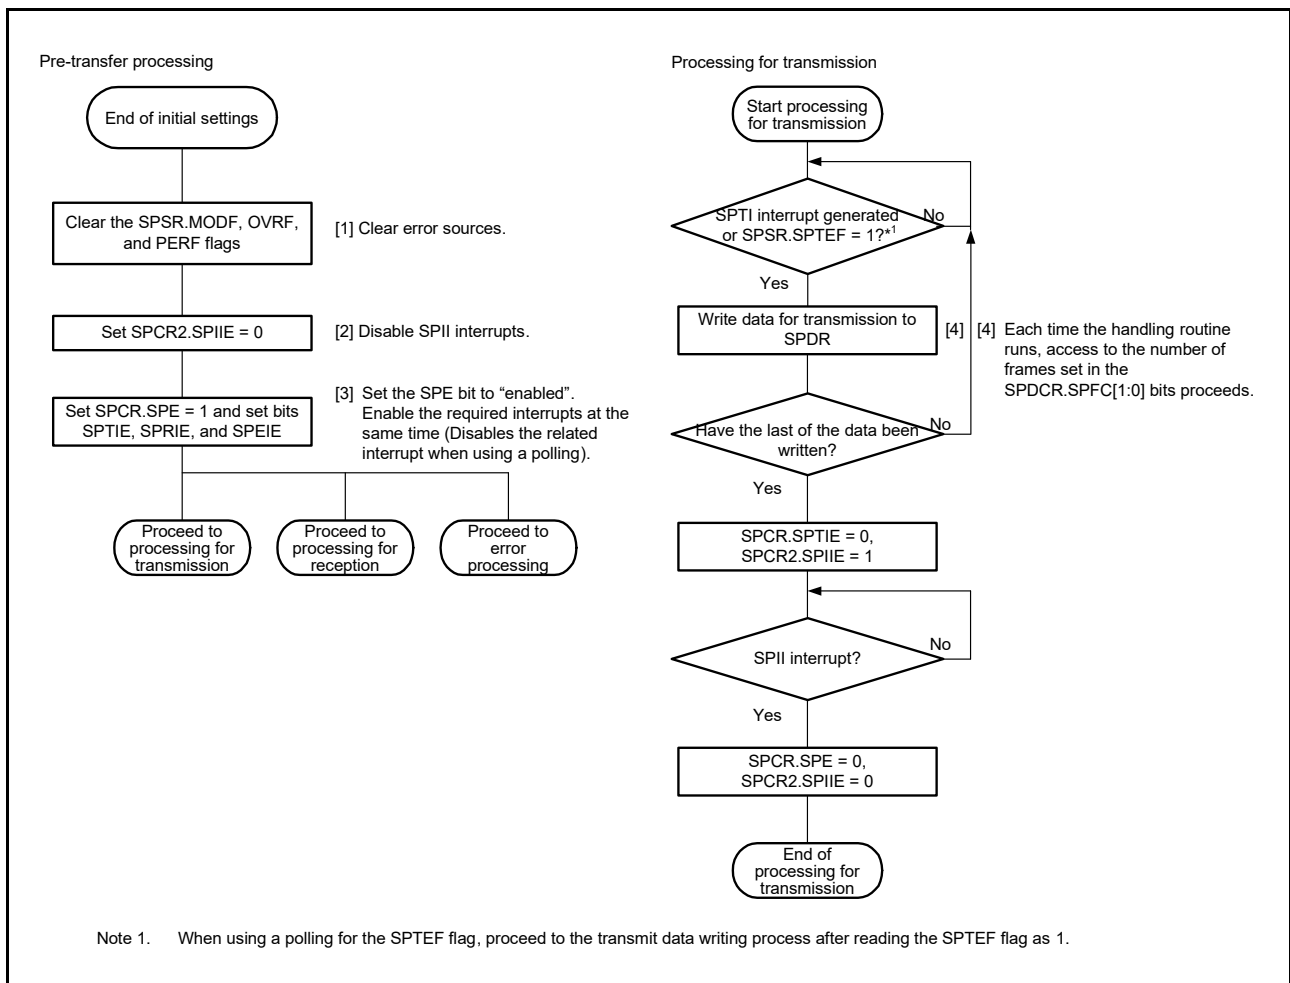 Pre-transfer processing
End of initial settings
Clear the SPSR.MODF, OVRF,
and PERF flags
[1] Clear error sources.
Set SPCR2.SPIIE = 0
[2] Disable SPII interrupts.
Set SPCR.SPE = 1 and set bits
SPTIE, SPRIE, and SPEIE
[3] Set the SPE bit to “enabled”.
Enable the required interrupts at the
same time (Disables the related
interrupt when using a polling).
Proceed to
processing for
transmission
Proceed to
processing for
reception
Proceed to
error
processing
Processing for transmission
Start processing
for transmission
SPTI interrupt generated
or SPSR.SPTEF = 1?*1
No
Yes
Write data for transmission to
SPDR
[4]
[4] Each time the handling routine
runs, access to the number of
frames set in the
SPDCR.SPFC[1:0] bits proceeds.
Have the last of the data been
written?
No
Yes
SPCR.SPTIE = 0,
SPCR2.SPIIE = 1
SPII interrupt?
No
Yes
SPCR.SPE = 0,
SPCR2.SPIIE = 0
End of
processing for
transmission
Note 1. When using a polling for the SPTEF flag, proceed to the transmit data writing process after reading the SPTEF flag as 1.